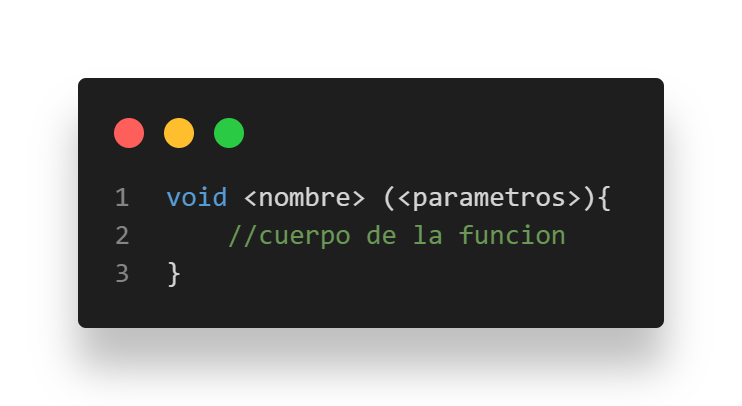 1 void <nombre> (<parametros>){
2 //cuerpo de la funcion
3 }